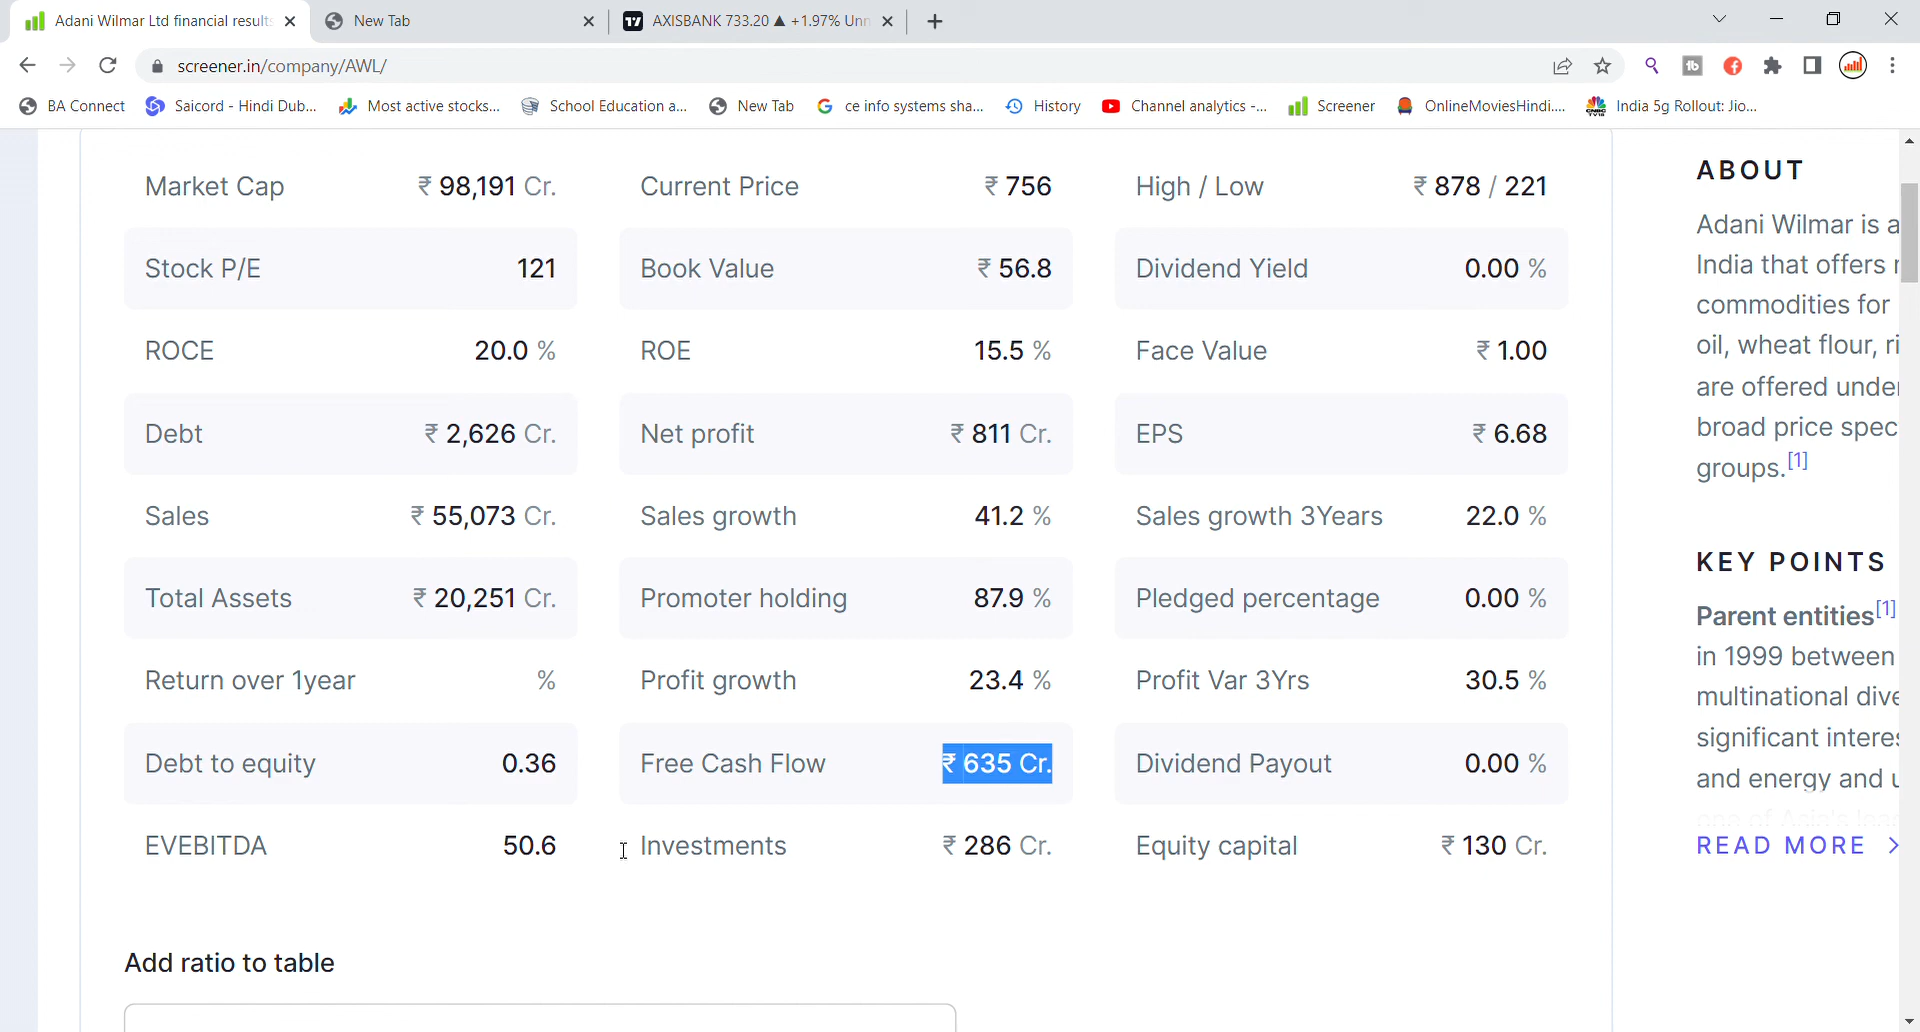 Adani Wilmar Ltd financial results
New Tab
AXISBANK 733.20 ▲ +1.97% Unn
screener.in/company/AWL/
BA Connect
Saicord - Hindi Dub...
Most active stocks...
School Education a...
New Tab
ce info systems sha...
History
Channel analytics -...
Screener
OnlineMoviesHindi....
India 5g Rollout: Jio...
Market Cap ₹ 98,191 Cr.
Current Price ₹ 756
High / Low ₹ 878 / 221
Stock P/E 121
Book Value ₹ 56.8
Dividend Yield 0.00 %
ROCE 20.0 %
ROE 15.5 %
Face Value ₹ 1.00
Debt ₹ 2,626 Cr.
Net profit ₹ 811 Cr.
EPS ₹ 6.68
Sales ₹ 55,073 Cr.
Sales growth 41.2 %
Sales growth 3Years 22.0 %
Total Assets ₹ 20,251 Cr.
Promoter holding 87.9 %
Pledged percentage 0.00 %
Return over 1year %
Profit growth 23.4 %
Profit Var 3Yrs 30.5 %
Debt to equity 0.36
Free Cash Flow ₹ 635 Cr.
Dividend Payout 0.00 %
EVEBITDA 50.6
Investments ₹ 286 Cr.
Equity capital ₹ 130 Cr.
Add ratio to table
ABOUT
Adani Wilmar is a
India that offers
commodities for
oil, wheat flour, ri
are offered under
broad price spec
groups.[1]
KEY POINTS
Parent entities[1]
in 1999 between
multinational dive
significant interes
and energy and u
READ MORE >